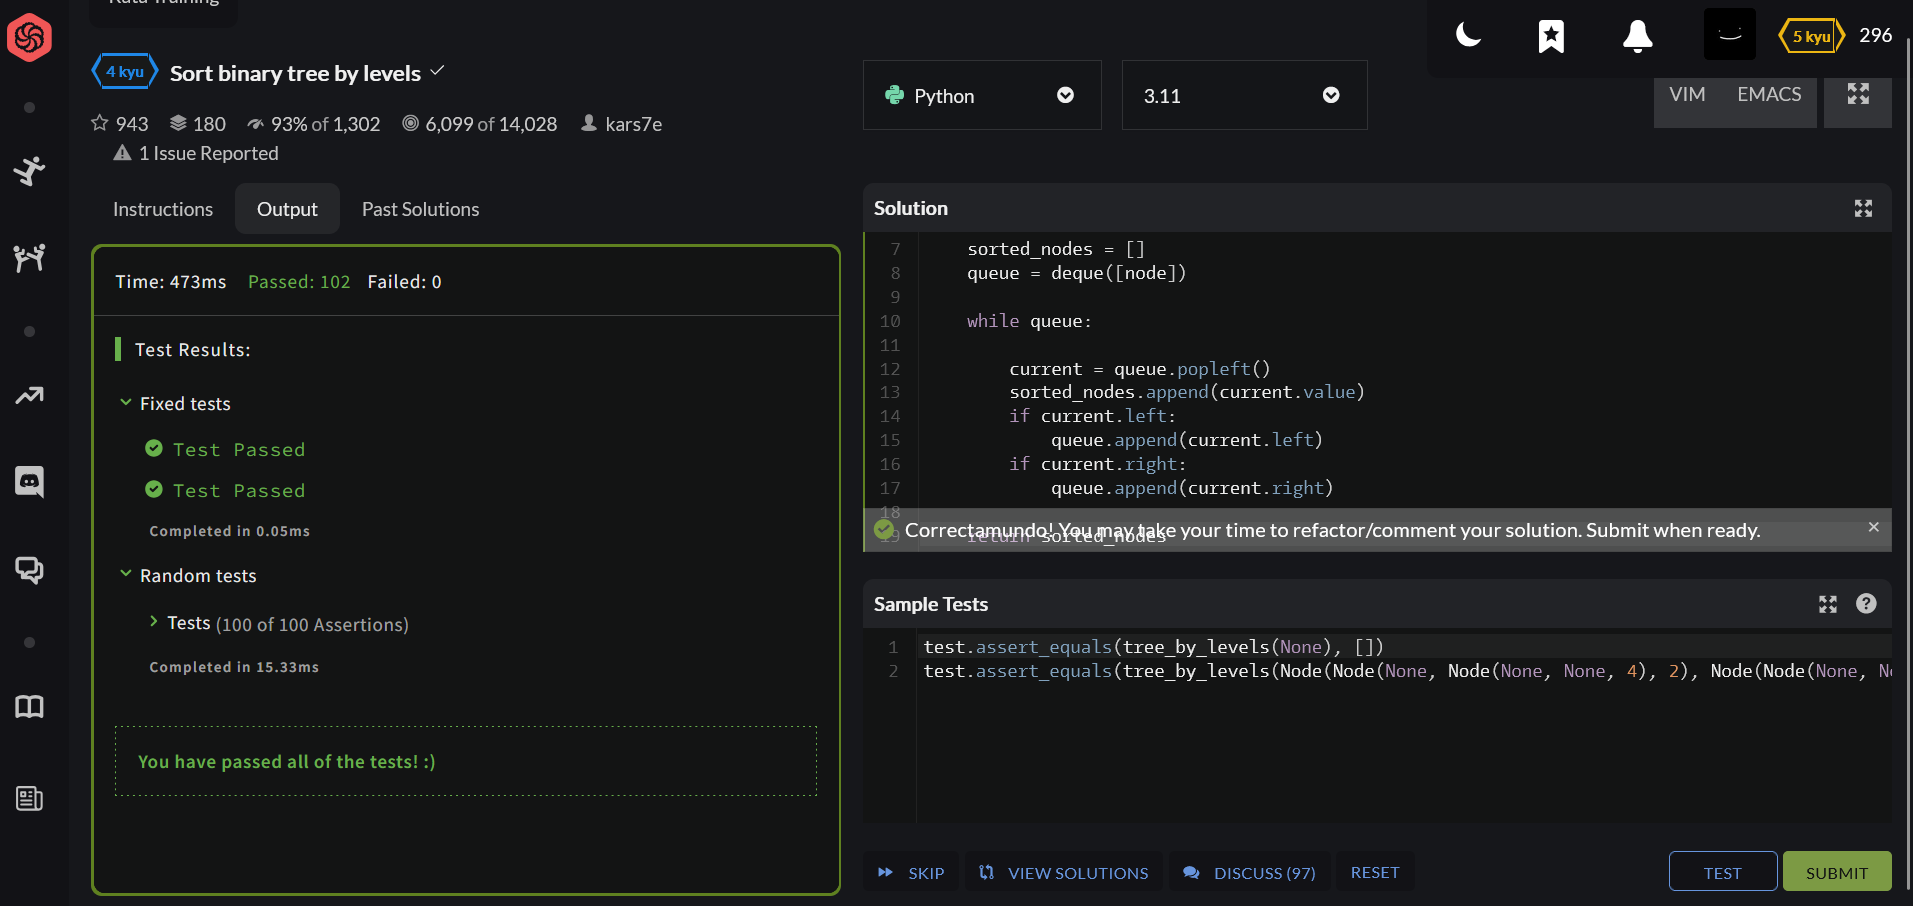 5 kyu 296
4 kyu Sort binary tree by levels
943 180 93% of 1,302 6,099 of 14,028 kars7e
1 Issue Reported
Python
3.11
VIM EMACS
Instructions Output Past Solutions
Time: 473ms Passed: 102 Failed: 0
Test Results:
Fixed tests
Test Passed
Test Passed
Completed in 0.05ms
Random tests
Tests (100 of 100 Assertions)
Completed in 15.33ms
You have passed all of the tests! :)
Solution
7 sorted_nodes = []
8 queue = deque([node])
9
10 while queue:
11
12 current = queue.popleft()
13 sorted_nodes.append(current.value)
14 if current.left:
15 queue.append(current.left)
16 if current.right:
17 queue.append(current.right)
18
19 return sorted_nodes
Correctamundo! You may take your time to refactor/comment your solution. Submit when ready.
Sample Tests
1 test.assert_equals(tree_by_levels(None), [])
2 test.assert_equals(tree_by_levels(Node(Node(None, Node(None, None, 4), 2), Node(Node(None, N
SKIP VIEW SOLUTIONS DISCUSS (97) RESET
TEST SUBMIT